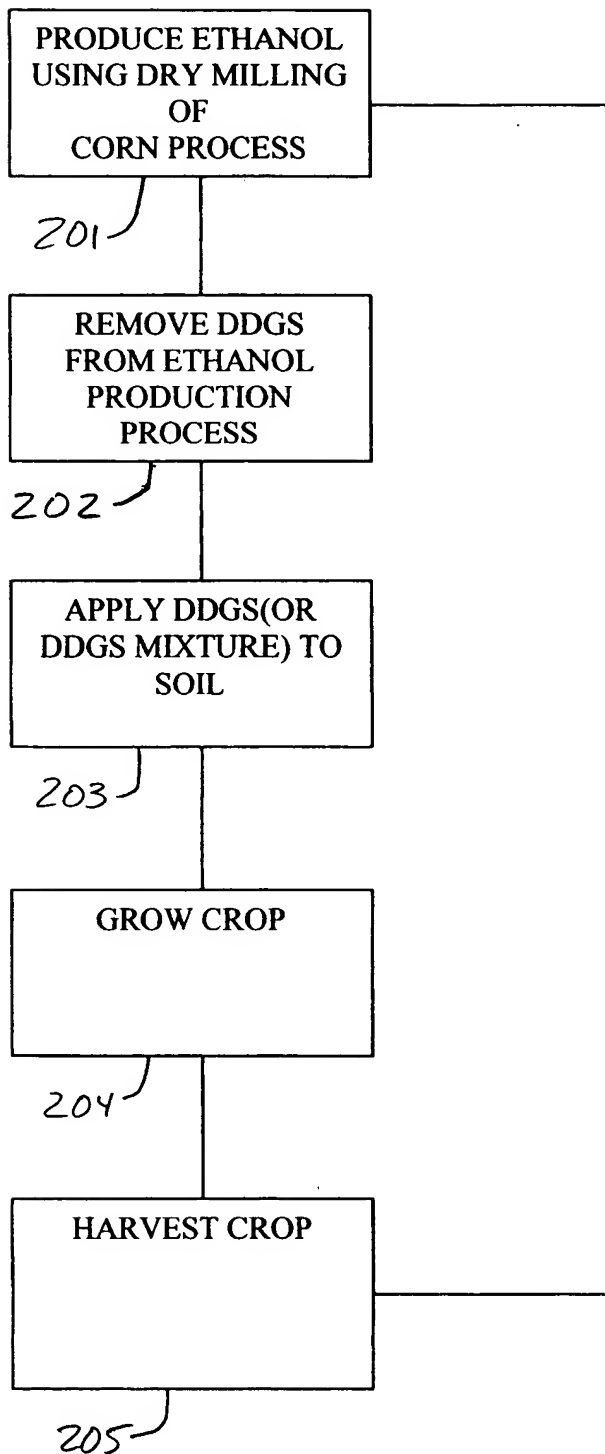 PRODUCE ETHANOL
USING DRY MILLING
OF
CORN PROCESS
201
REMOVE DDGS
FROM ETHANOL
PRODUCTION
PROCESS
202
APPLY DDGS(OR
DDGS MIXTURE) TO
SOIL
203
GROW CROP
204
HARVEST CROP
205